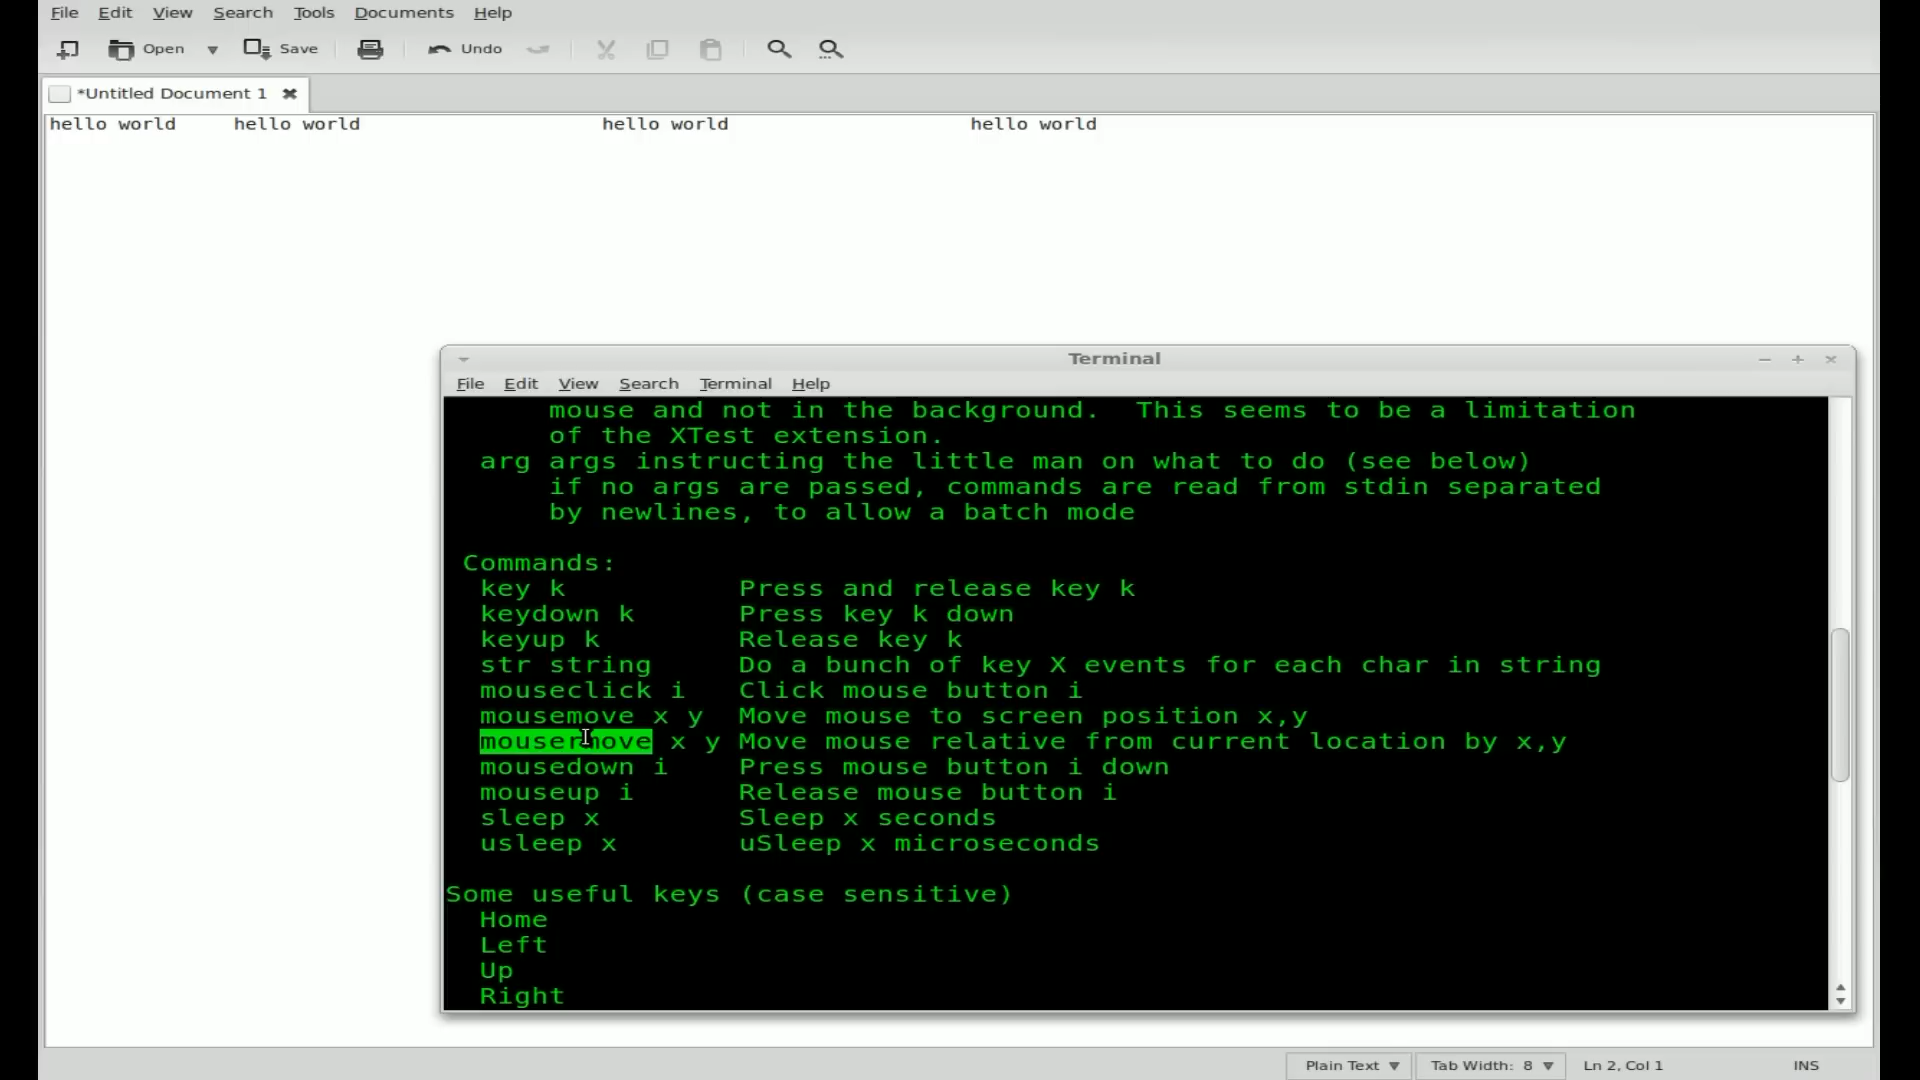 File Edit View Search Tools Documents Help
Open Save Undo
*Untitled Document 1
hello world hello world hello world hello world
Terminal
File Edit View Search Terminal Help
mouse and not in the background. This seems to be a limitation
of the XTest extension.
arg args instructing the little man on what to do (see below)
if no args are passed, commands are read from stdin separated
by newlines, to allow a batch mode
Commands:
key k Press and release key k
keydown k Press key k down
keyup k Release key k
str string Do a bunch of key X events for each char in string
mouseclick i Click mouse button i
mousemove x y Move mouse to screen position x,y
mousermove x y Move mouse relative from current location by x,y
mousedown i Press mouse button i down
mouseup i Release mouse button i
sleep x Sleep x seconds
usleep x uSleep x microseconds
Some useful keys (case sensitive)
Home
Left
Up
Right
Plain Text Tab Width: 8 Ln 2, Col 1 INS